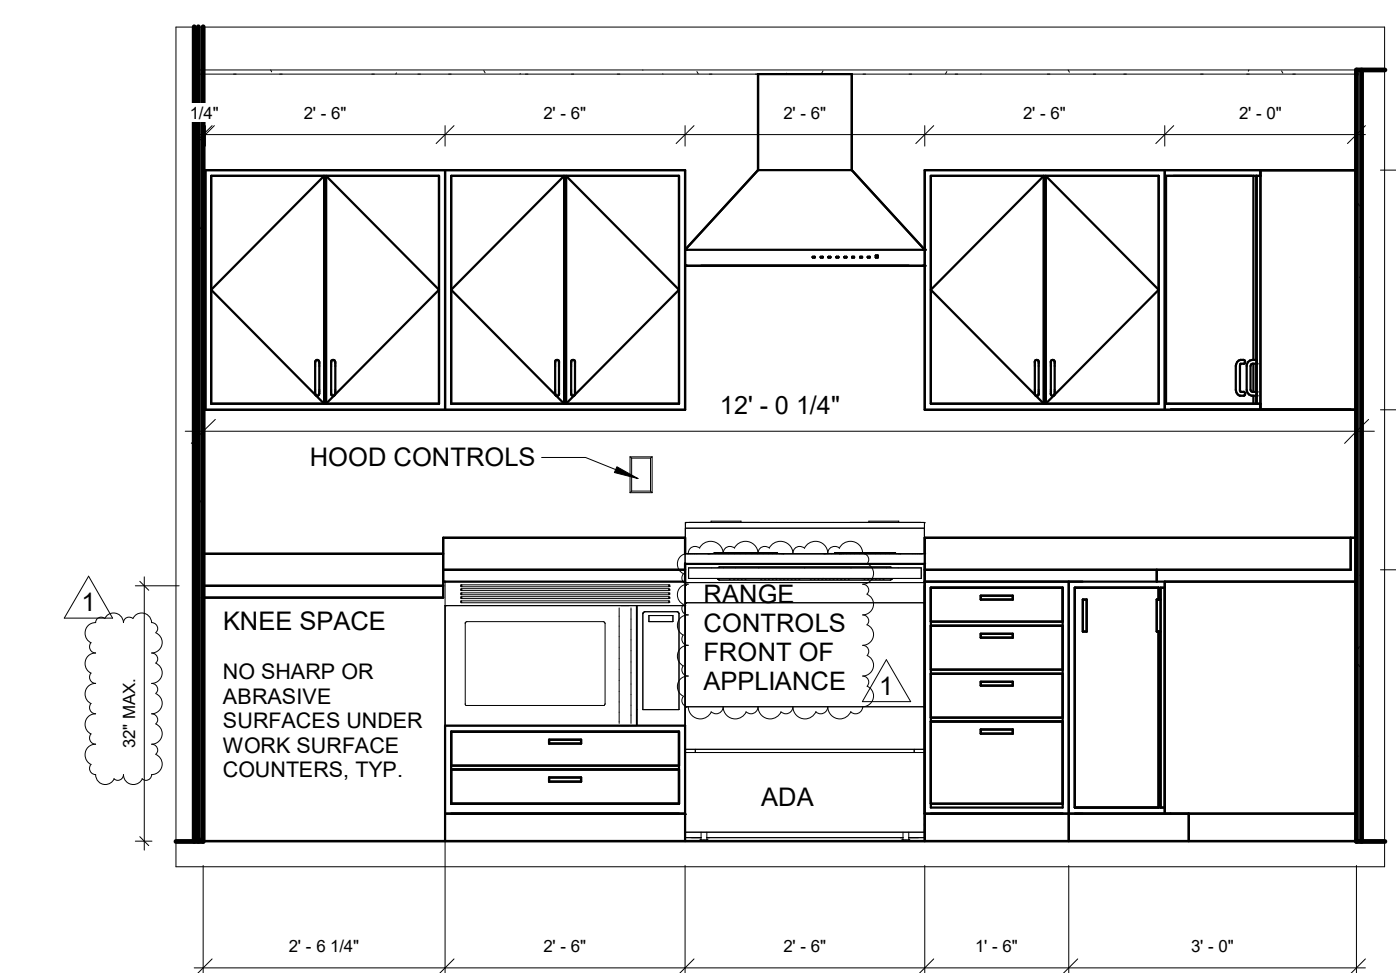 1/4"
2' - 6"
2' - 6"
2' - 6"
2' - 6"
2' - 0"
12' - 0 1/4"
HOOD CONTROLS
1
32" MAX.
KNEE SPACE
NO SHARP OR
ABRASIVE
SURFACES UNDER
WORK SURFACE
COUNTERS, TYP.
RANGE
CONTROLS
FRONT OF
APPLIANCE
1
ADA
2' - 6 1/4"
2' - 6"
2' - 6"
1' - 6"
3' - 0"